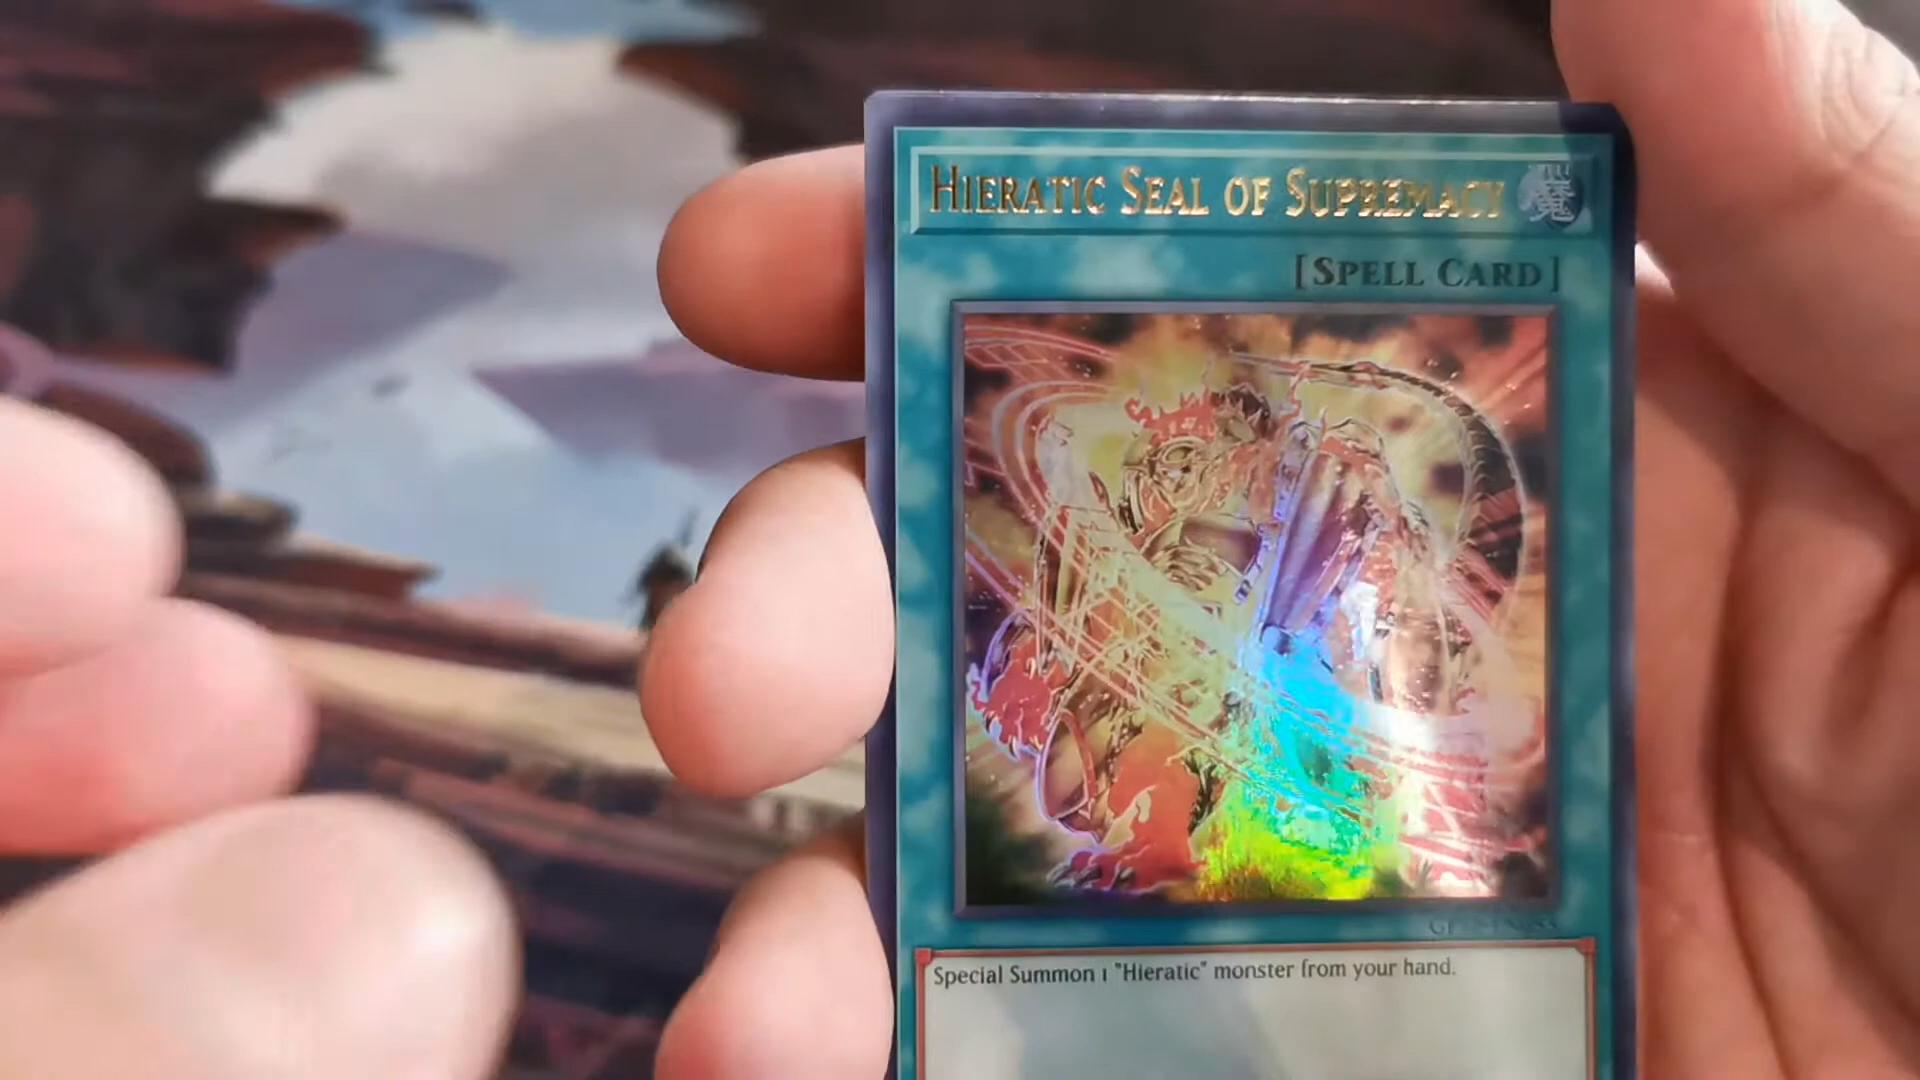 HIERATIC SEAL OF SUPREMACY 魔
[SPELL CARD]
Special Summon 1 "Hieratic" monster from your hand.